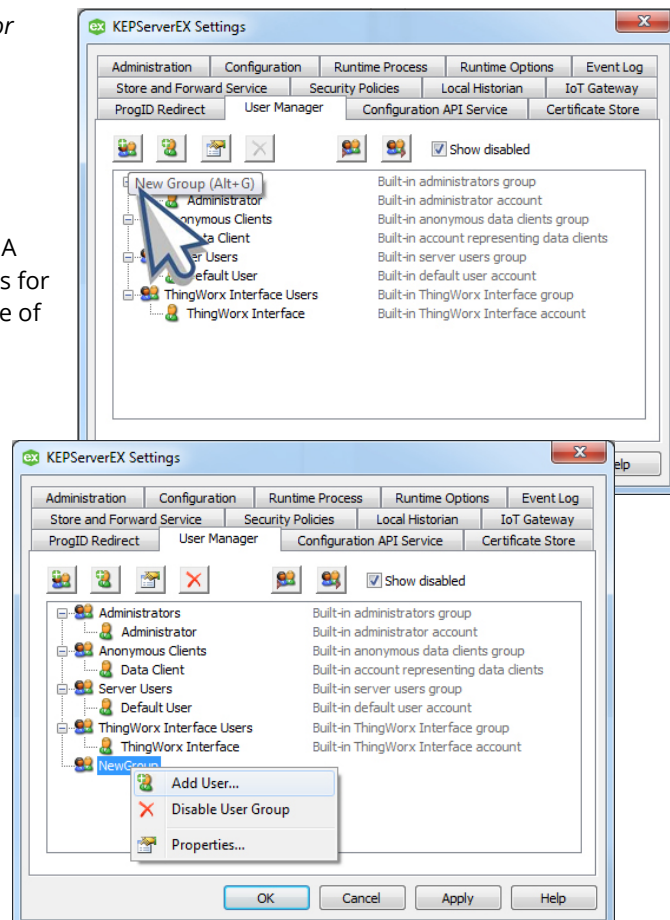 or
A
s for
e of
KEPServerEX Settings
Administration Configuration Runtime Process Runtime Options Event Log
Store and Forward Service Security Policies Local Historian IoT Gateway
ProgID Redirect User Manager Configuration API Service Certificate Store
Show disabled
New Group (Alt+G) Built-in administrators group
Administrator Built-in administrator account
onymous Clients Built-in anonymous data clients group
ta Client Built-in account representing data clients
er Users Built-in server users group
efault User Built-in default user account
ThingWorx Interface Users Built-in ThingWorx Interface group
ThingWorx Interface Built-in ThingWorx Interface account
elp
KEPServerEX Settings
Administration Configuration Runtime Process Runtime Options Event Log
Store and Forward Service Security Policies Local Historian IoT Gateway
ProgID Redirect User Manager Configuration API Service Certificate Store
Show disabled
Administrators Built-in administrators group
Administrator Built-in administrator account
Anonymous Clients Built-in anonymous data clients group
Data Client Built-in account representing data clients
Server Users Built-in server users group
Default User Built-in default user account
ThingWorx Interface Users Built-in ThingWorx Interface group
ThingWorx Interface Built-in ThingWorx Interface account
NewGroup
Add User...
Disable User Group
Properties...
OK Cancel Apply Help